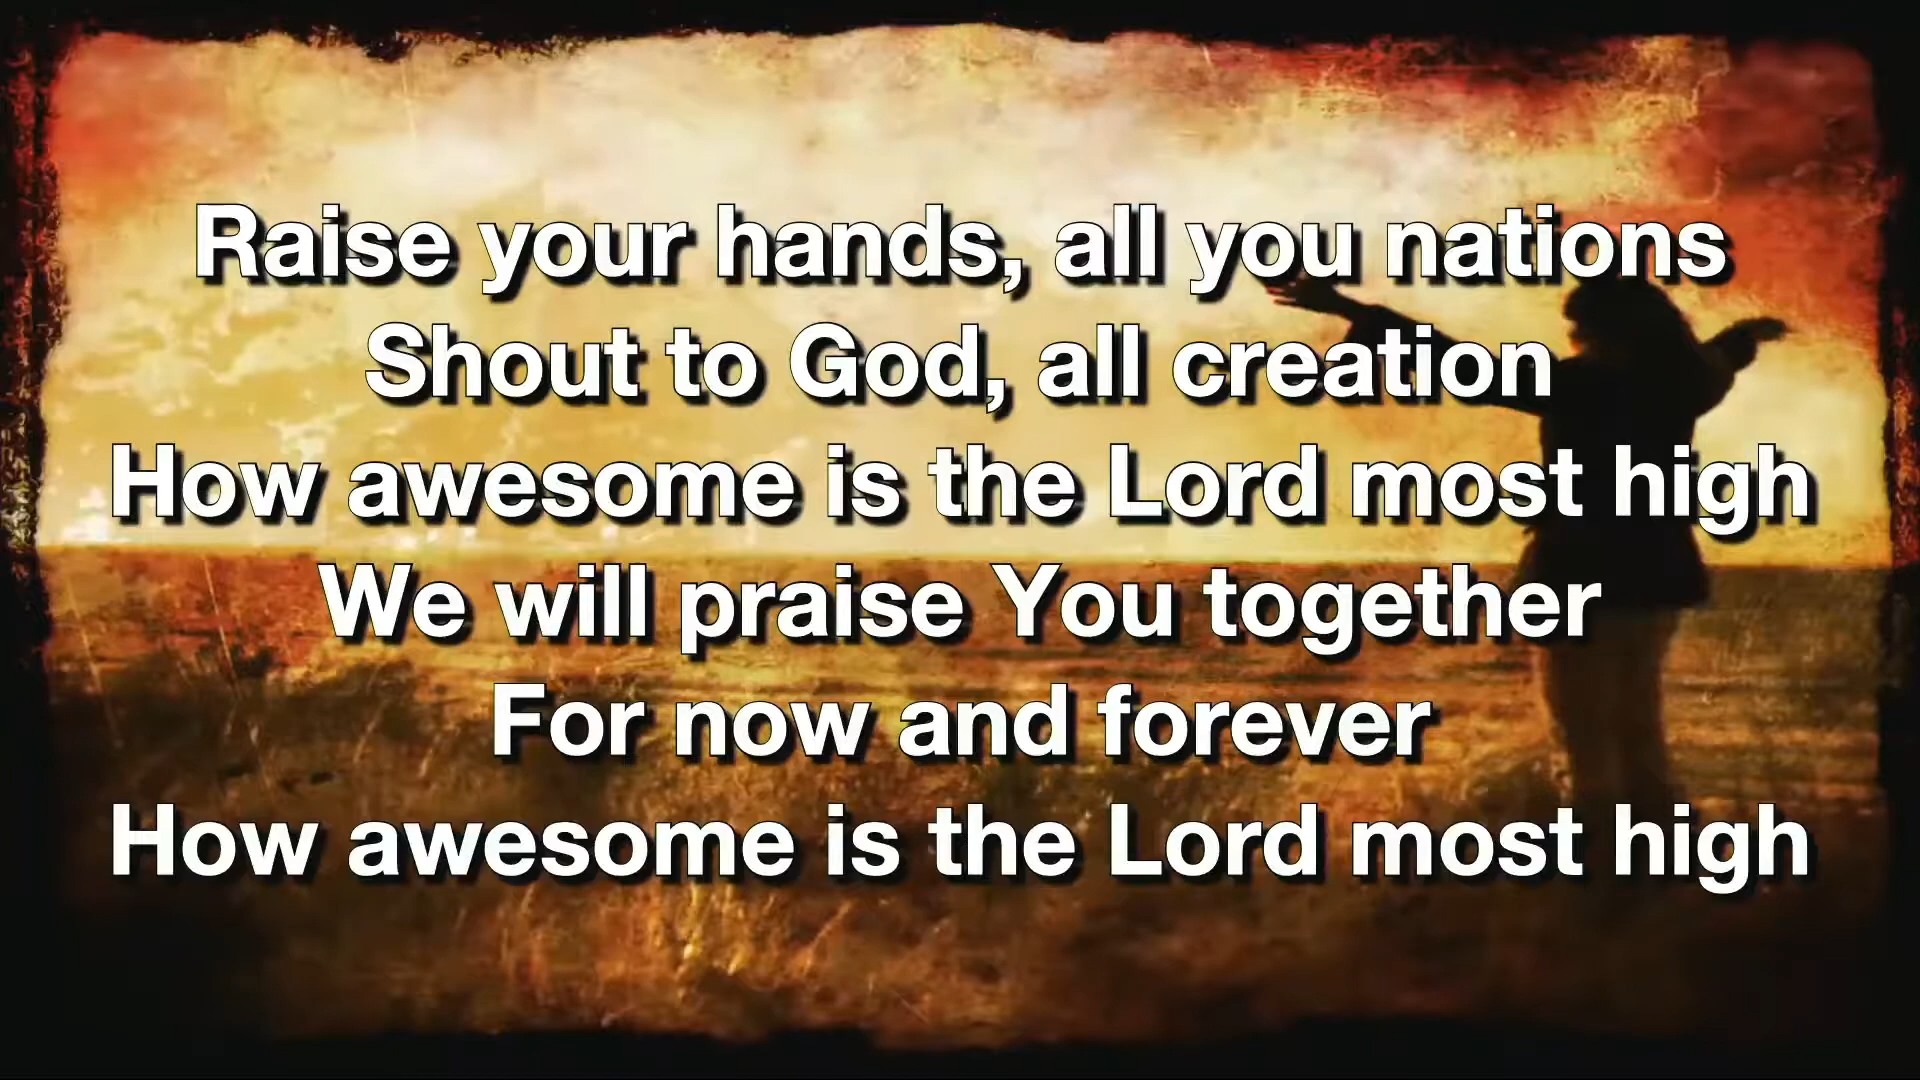 Raise your hands, all you nations
Shout to God, all creation
How awesome is the Lord most high
We will praise You together
For now and forever
How awesome is the Lord most high